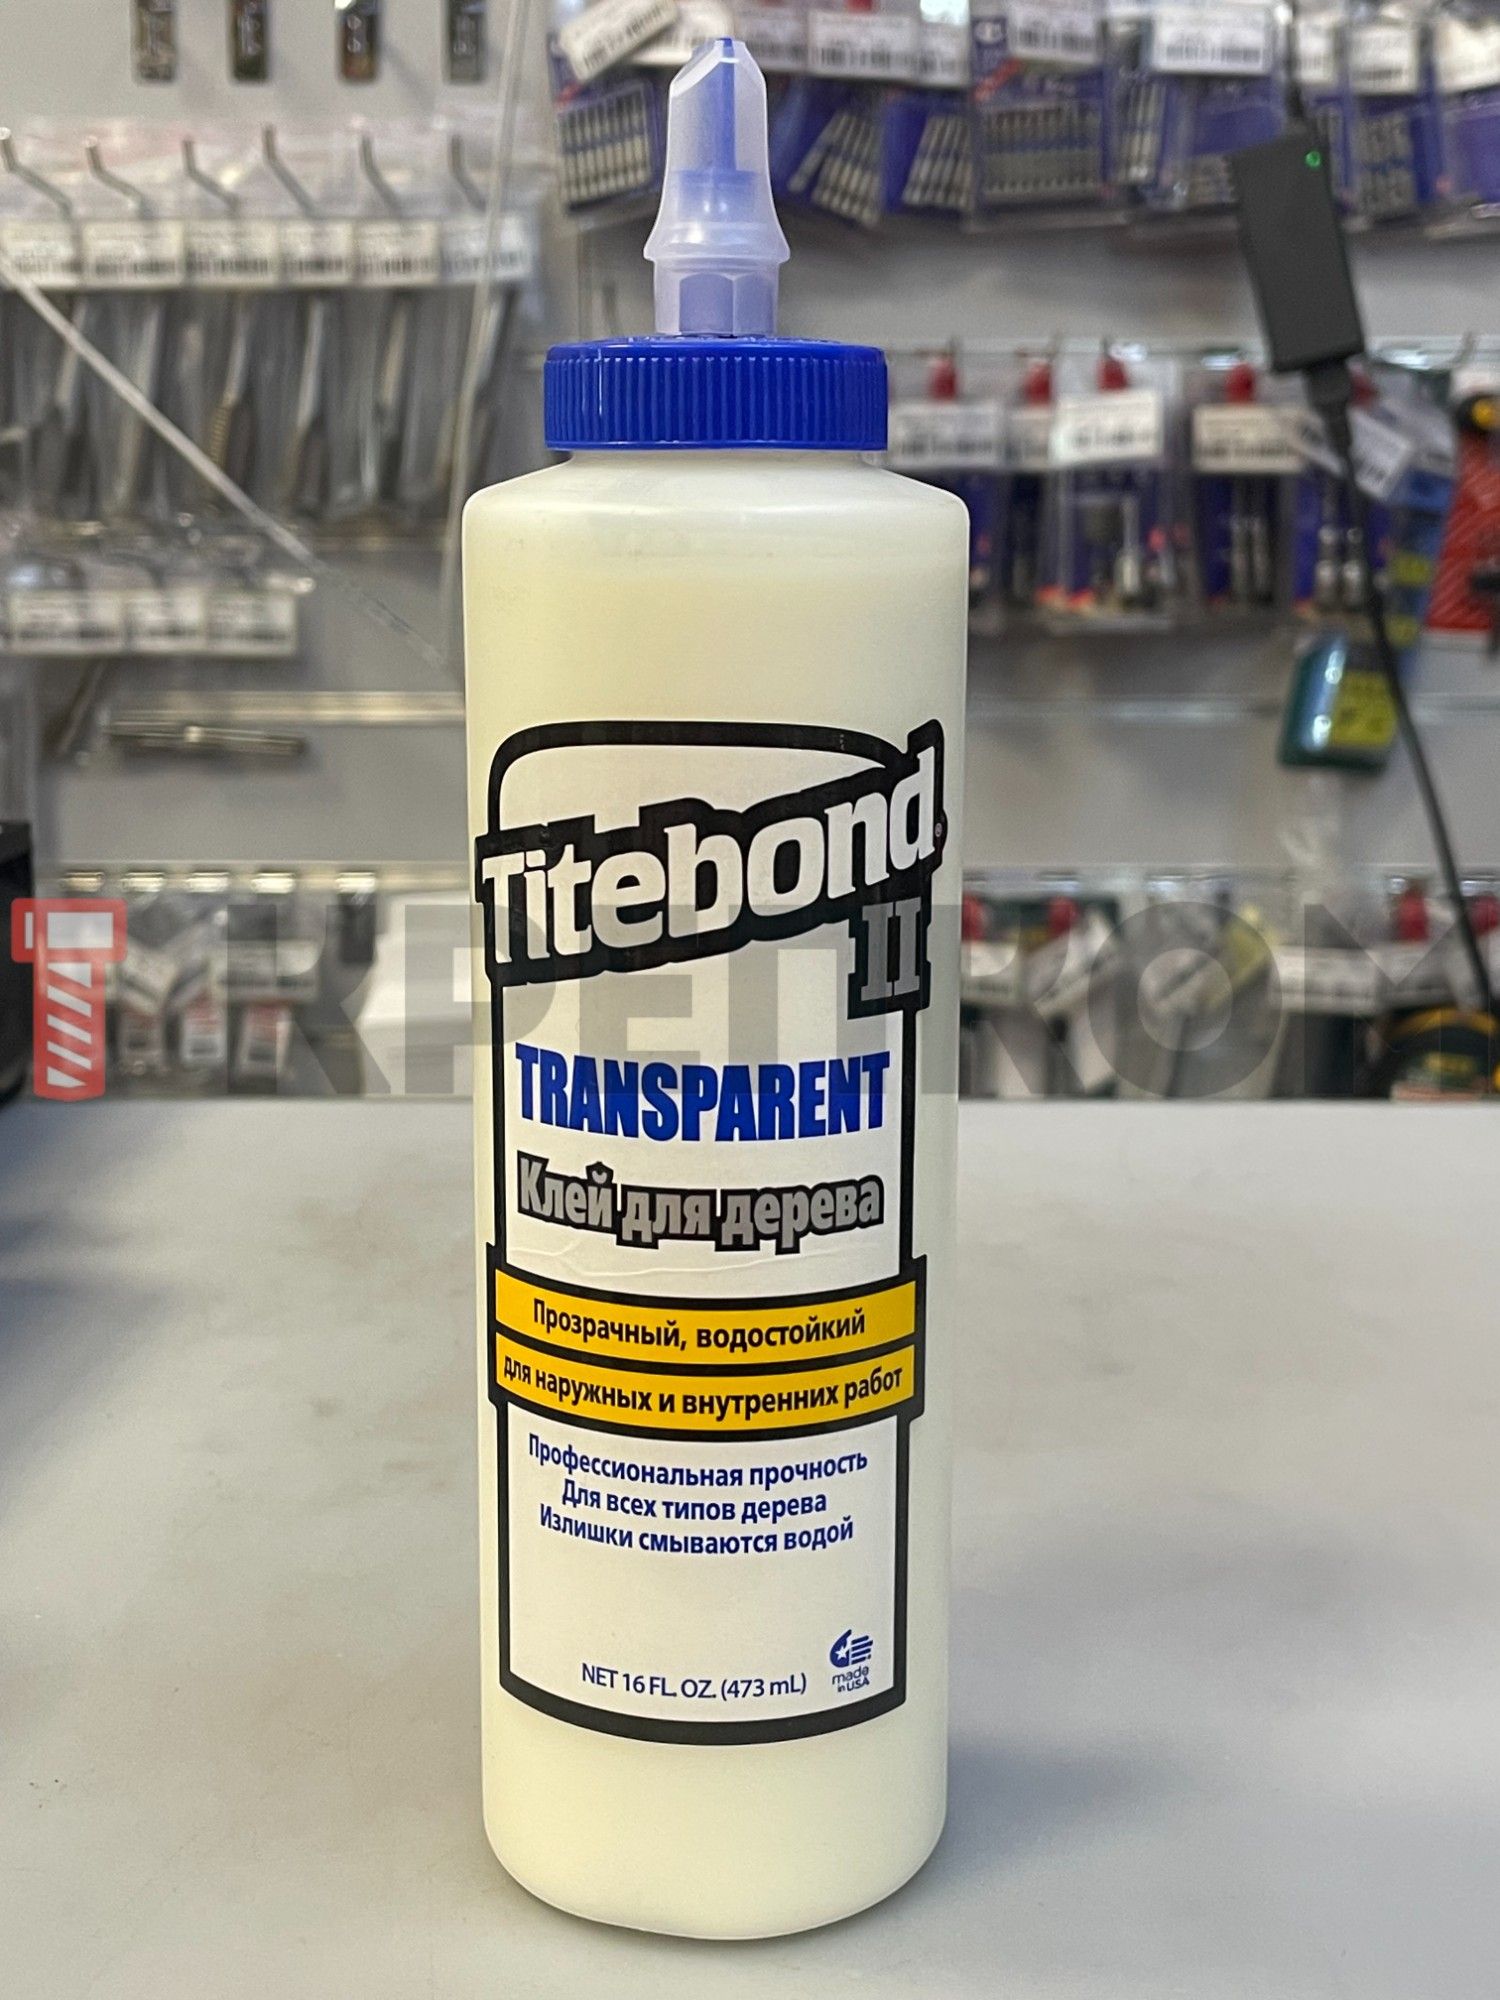 Titebond®
II
КРЕПКОМ
TRANSPARENT
Клей для дерева
Прозрачный, водостойкий
для наружных и внутренних работ
Профессиональная прочность
Для всех типов дерева
Излишки смываются водой
NET 16 FL. OZ. (473 mL)
made
in USA